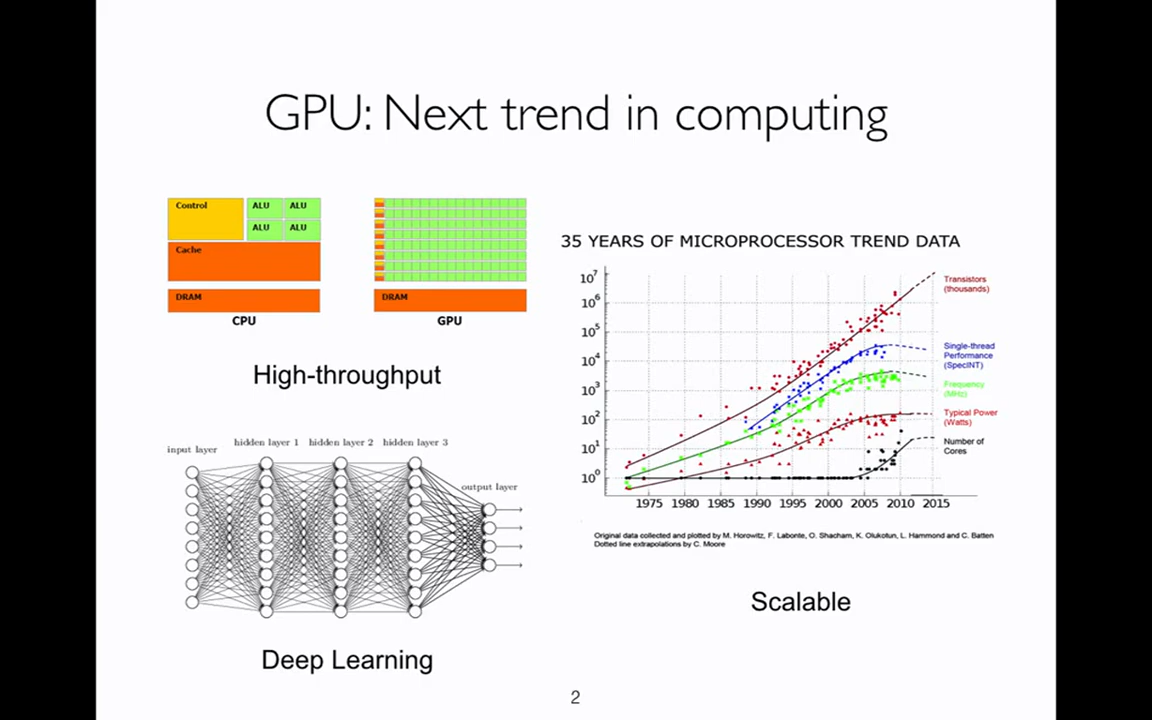 GPU: Next trend in computing
Control
ALU
ALU
ALU
ALU
Cache
DRAM
DRAM
CPU
GPU
High-throughput
35 YEARS OF MICROPROCESSOR TREND DATA
10⁷
10⁶
10⁵
10⁴
10³
10²
10¹
10⁰
Transistors
(thousands)
Single-thread
Performance
(SpecINT)
Frequency
(MHz)
Typical Power
(Watts)
Number of
Cores
1975 1980 1985 1990 1995 2000 2005 2010 2015
Original data collected and plotted by M. Horowitz, F. Labonte, O. Shacham, K. Olukotun, L. Hammond and C. Batten
Dotted line extrapolations by C. Moore
Scalable
input layer
hidden layer 1 hidden layer 2 hidden layer 3
output layer
Deep Learning
2